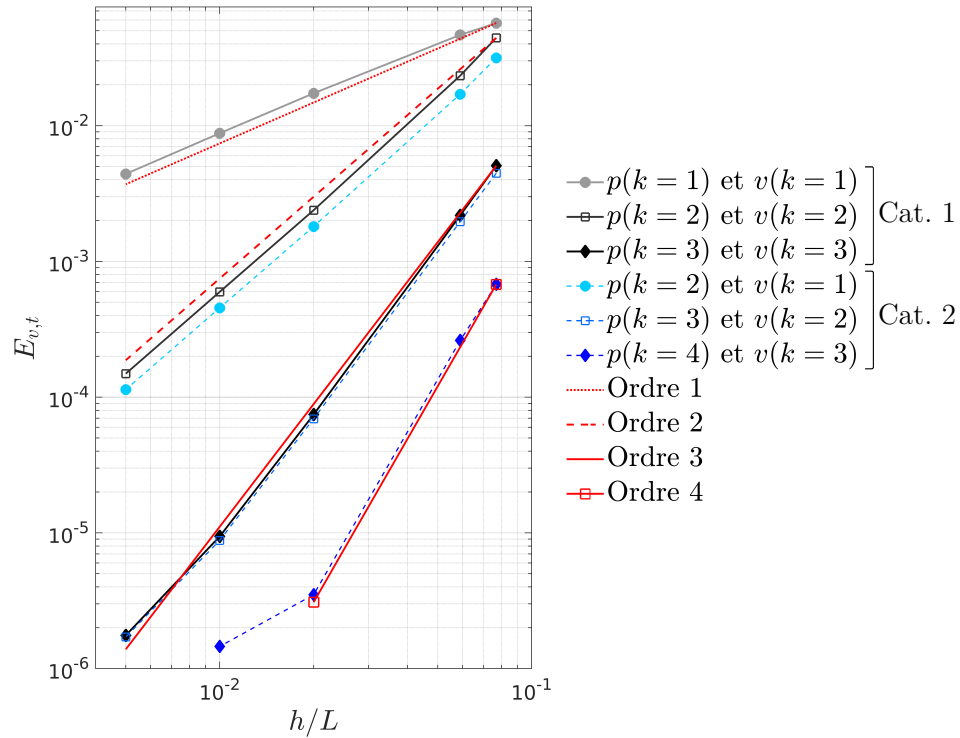 E_{v,t}
10^{-2}
10^{-3}
10^{-4}
10^{-5}
10^{-6}
10^{-2}
10^{-1}
h/L
p(k = 1) et v(k = 1)
p(k = 2) et v(k = 2)
p(k = 3) et v(k = 3)
Cat. 1
p(k = 2) et v(k = 1)
p(k = 3) et v(k = 2)
p(k = 4) et v(k = 3)
Cat. 2
Ordre 1
Ordre 2
Ordre 3
Ordre 4